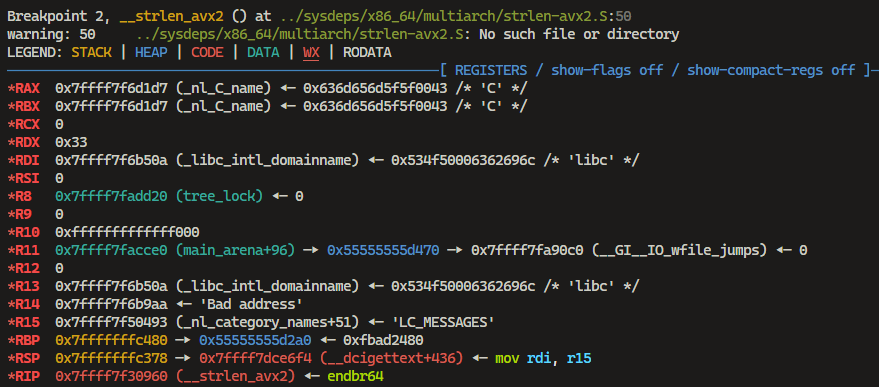 Breakpoint 2, __strlen_avx2 () at ../sysdeps/x86_64/multiarch/strlen-avx2.S:50
warning: 50     ../sysdeps/x86_64/multiarch/strlen-avx2.S: No such file or directory
LEGEND: STACK | HEAP | CODE | DATA | WX | RODATA
[ REGISTERS / show-flags off / show-compact-regs off ]
*RAX  0x7ffff7f6d1d7 (_nl_C_name) ◂— 0x636d656d5f5f0043 /* 'C' */
*RBX  0x7ffff7f6d1d7 (_nl_C_name) ◂— 0x636d656d5f5f0043 /* 'C' */
*RCX  0
*RDX  0x33
*RDI  0x7ffff7f6b50a (_libc_intl_domainname) ◂— 0x534f50006362696c /* 'libc' */
*RSI  0
*R8   0x7ffff7fadd20 (tree_lock) ◂— 0
*R9   0
*R10  0xfffffffffffff000
*R11  0x7ffff7facce0 (main_arena+96) —▸ 0x55555555d470 —▸ 0x7ffff7fa90c0 (__GI__IO_wfile_jumps) ◂— 0
*R12  0
*R13  0x7ffff7f6b50a (_libc_intl_domainname) ◂— 0x534f50006362696c /* 'libc' */
*R14  0x7ffff7f6b9aa ◂— 'Bad address'
*R15  0x7ffff7f50493 (_nl_category_names+51) ◂— 'LC_MESSAGES'
*RBP  0x7fffffffc480 —▸ 0x55555555d2a0 ◂— 0xfbad2480
*RSP  0x7fffffffc378 —▸ 0x7ffff7dce6f4 (__dcigettext+436) ◂— mov rdi, r15
*RIP  0x7ffff7f30960 (__strlen_avx2) ◂— endbr64